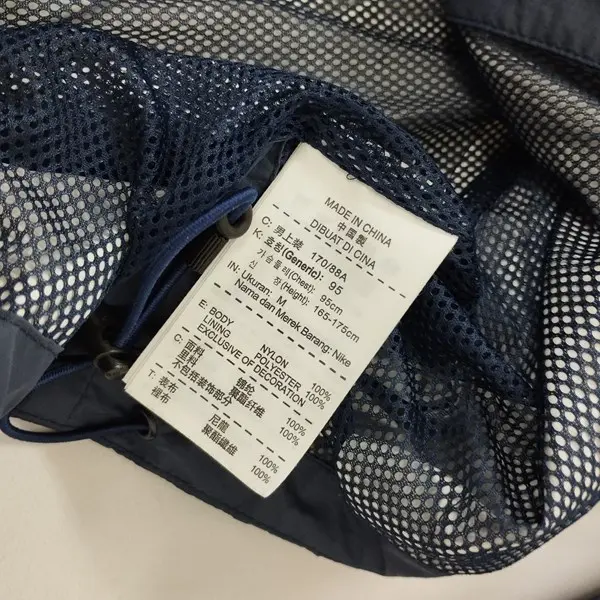 MADE IN CHINA
中國製
DIBUAT DI CINA
C: 男上装 170/88A
K: 호칭(Generic): 95
가슴둘레(Chest): 95cm
신 장(Height): 165-175cm
IN: Ukuran: M
Nama dan Merek Barang: Nike
E: BODY NYLON 100%
LINING POLYESTER 100%
EXCLUSIVE OF DECORATION
C: 面料 锦纶 100%
里料 聚酯纤维 100%
不包括装饰部分
T: 表布 尼龍 100%
裡布 聚酯纖維 100%